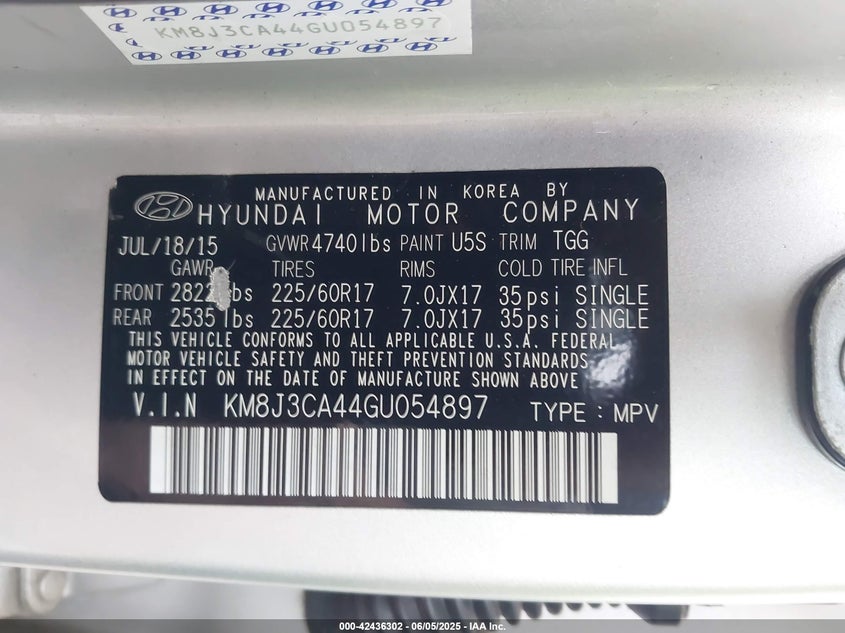 KM8J3CA44GU054897
MANUFACTURED IN KOREA BY
HYUNDAI MOTOR COMPANY
JUL/18/15 GVWR 4740lbs PAINT U5S TRIM TGG
GAWR TIRES RIMS COLD TIRE INFL
FRONT 282 lbs 225/60R17 7.0JX17 35psi SINGLE
REAR 2535lbs 225/60R17 7.0JX17 35psi SINGLE
THIS VEHICLE CONFORMS TO ALL APPLICABLE U.S.A. FEDERAL
MOTOR VEHICLE SAFETY AND THEFT PREVENTION STANDARDS
IN EFFECT ON THE DATE OF MANUFACTURE SHOWN ABOVE
V.I.N KM8J3CA44GU054897 TYPE : MPV
000-42436302 - 06/05/2025 - IAA Inc.